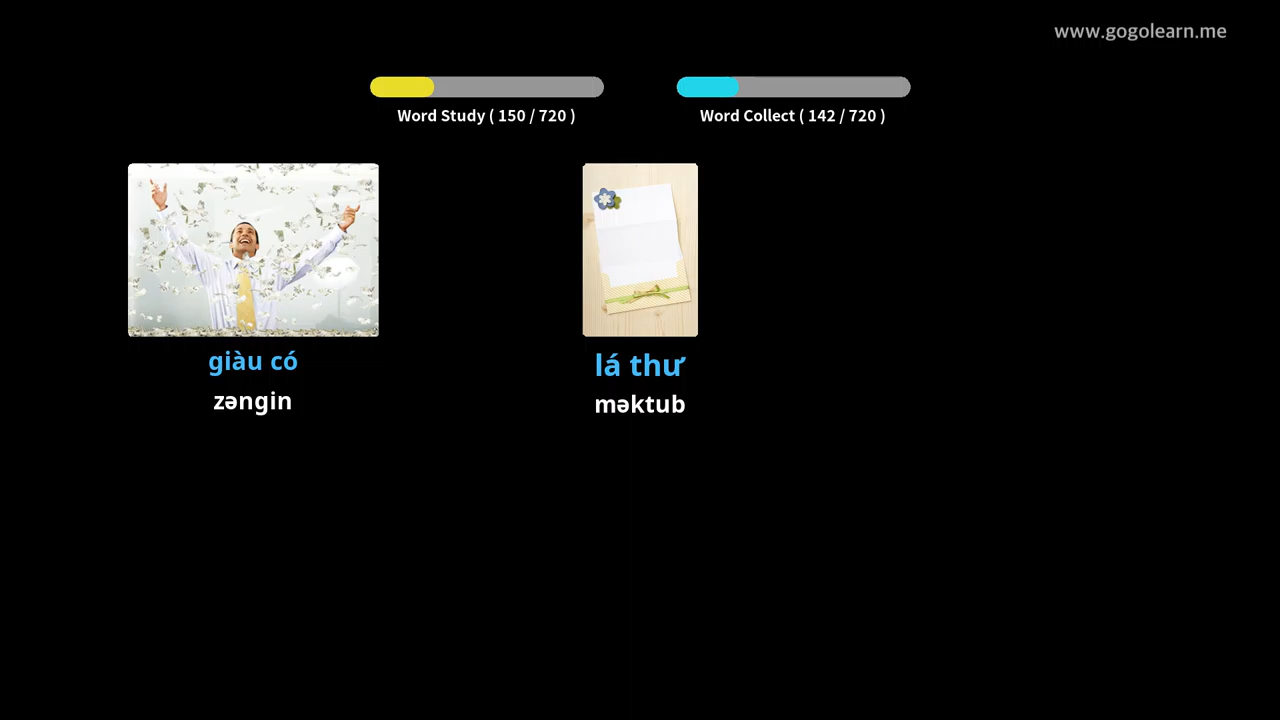 www.gogolearn.me
Word Study ( 150 / 720 )
Word Collect ( 142 / 720 )
giàu có
zəngin
lá thư
məktub